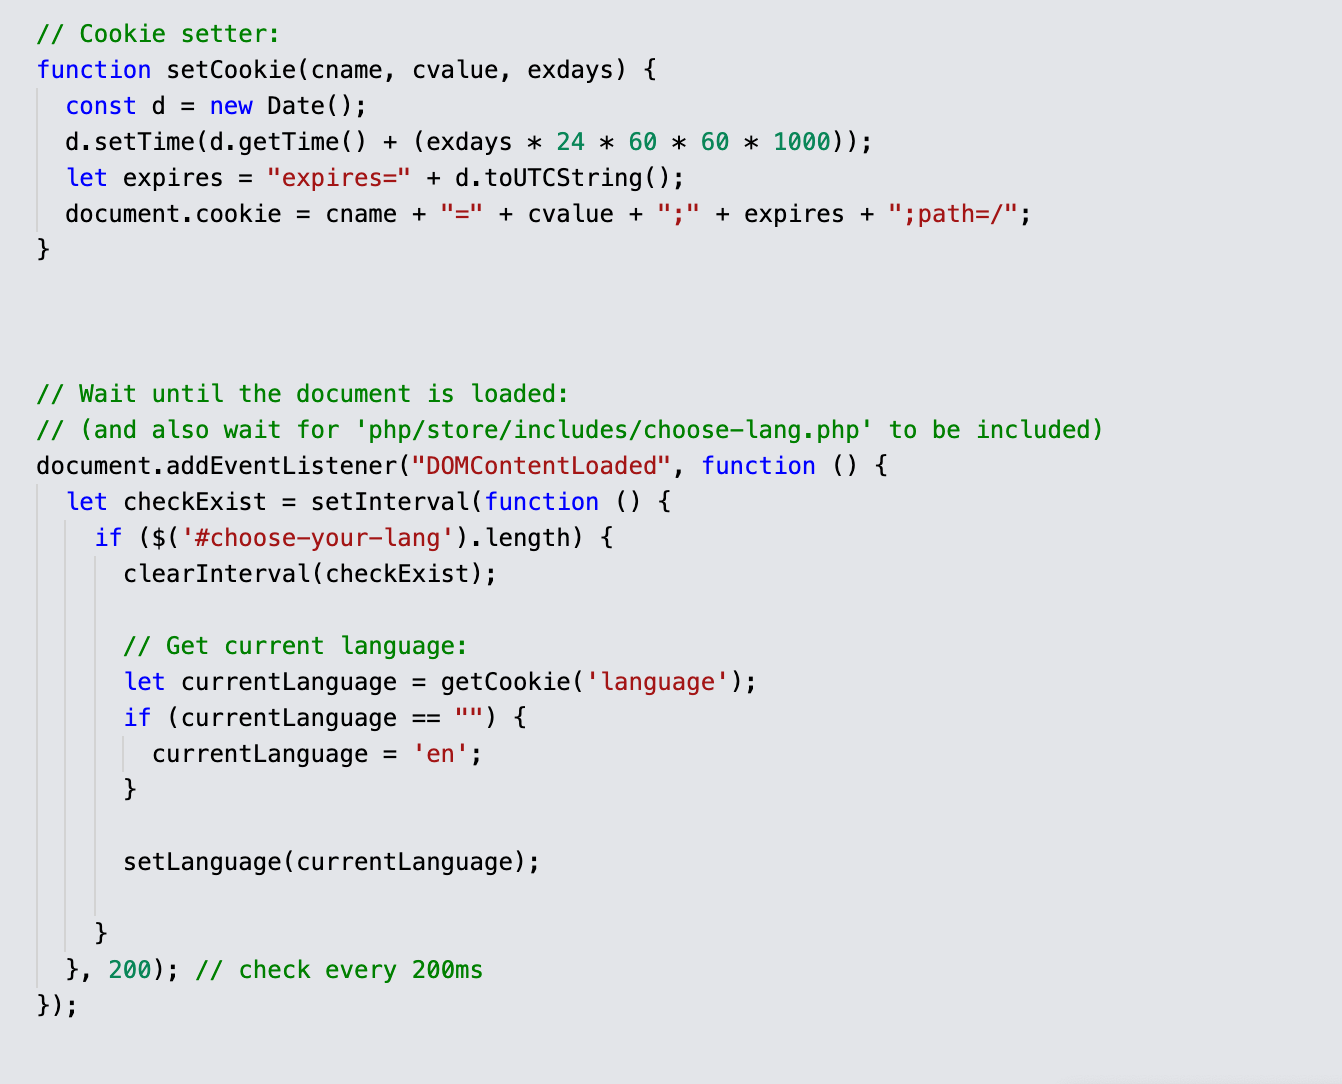 // Cookie setter:
function setCookie(cname, cvalue, exdays) {
  const d = new Date();
  d.setTime(d.getTime() + (exdays * 24 * 60 * 60 * 1000));
  let expires = "expires=" + d.toUTCString();
  document.cookie = cname + "=" + cvalue + ";" + expires + ";path=/";
}
// Wait until the document is loaded:
// (and also wait for 'php/store/includes/choose-lang.php' to be included)
document.addEventListener("DOMContentLoaded", function () {
  let checkExist = setInterval(function () {
    if ($('#choose-your-lang').length) {
      clearInterval(checkExist);
      // Get current language:
      let currentLanguage = getCookie('language');
      if (currentLanguage == "") {
        currentLanguage = 'en';
      }
      setLanguage(currentLanguage);
    }
  }, 200); // check every 200ms
});